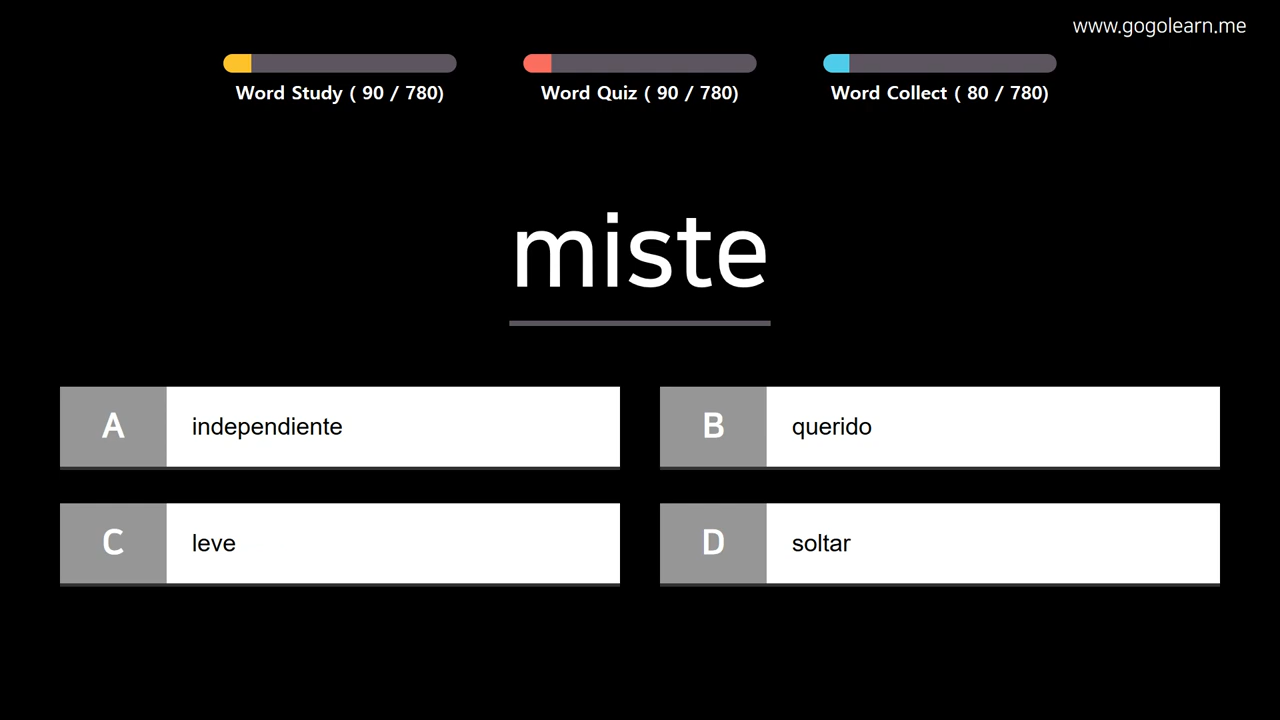 www.gogolearn.me
Word Study ( 90 / 780)
Word Quiz ( 90 / 780)
Word Collect ( 80 / 780)
miste
A independiente
B querido
C leve
D soltar